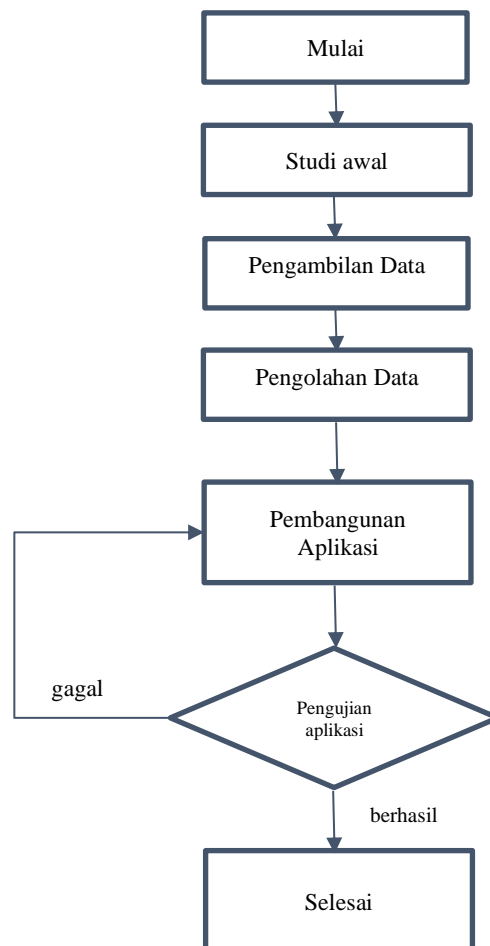 Mulai
Studi awal
Pengambilan Data
Pengolahan Data
Pembangunan
Aplikasi
gagal
Pengujian
aplikasi
berhasil
Selesai